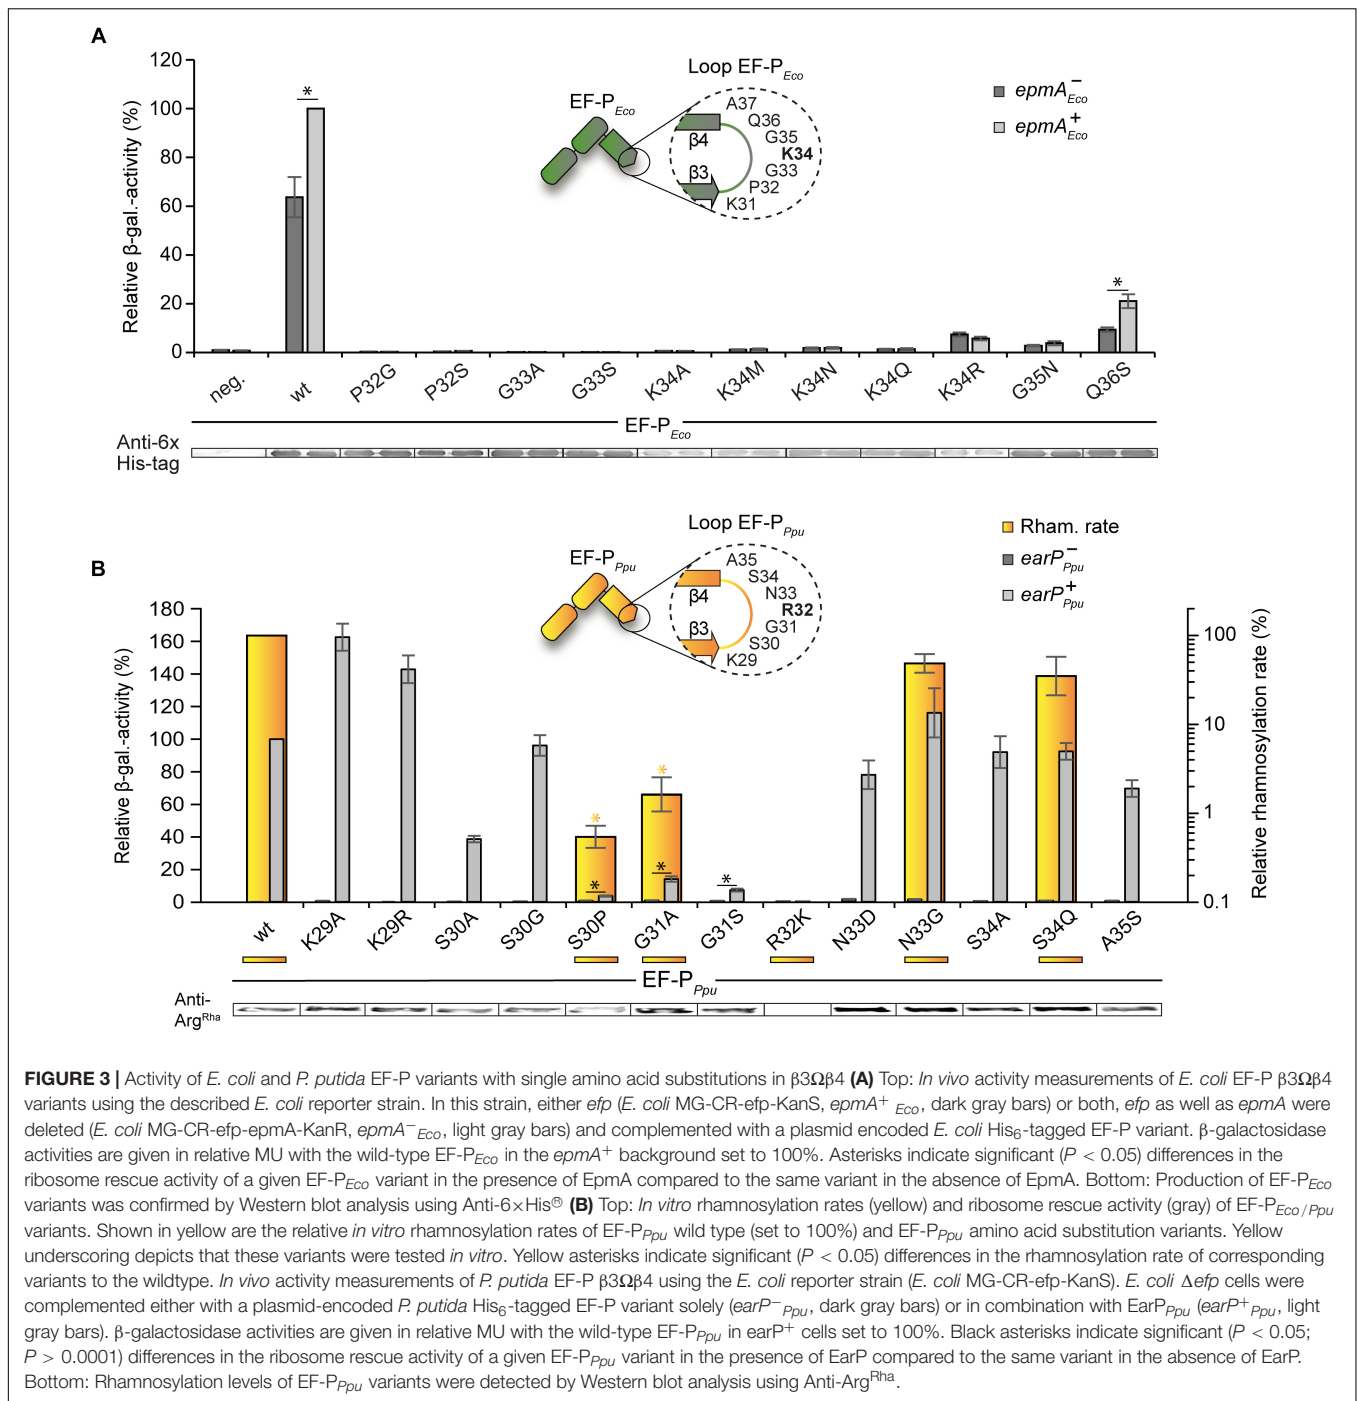 A
Relative β-gal.-activity (%)
120
100
80
60
40
20
0
*
*
EF-P Eco
Loop EF-P Eco
A37
Q36
G35
K34
G33
P32
K31
β4
β3
epmA − Eco
epmA + Eco
neg.
wt
P32G
P32S
G33A
G33S
K34A
K34M
K34N
K34Q
K34R
G35N
Q36S
EF-P Eco
Anti-6x
His-tag
B
Relative β-gal.-activity (%)
180
160
140
120
100
80
60
40
20
0
EF-P Ppu
Loop EF-P Ppu
A35
S34
N33
R32
G31
S30
K29
β4
β3
Rham. rate
earP − Ppu
earP + Ppu
*
*
*
*
*
Relative rhamnosylation rate (%)
100
10
1
0.1
wt
K29A
K29R
S30A
S30G
S30P
G31A
G31S
R32K
N33D
N33G
S34A
S34Q
A35S
EF-P Ppu
Anti-
Arg Rha
FIGURE 3 | Activity of E. coli and P. putida EF-P variants with single amino acid substitutions in β3Ωβ4 (A) Top: In vivo activity measurements of E. coli EF-P β3Ωβ4
variants using the described E. coli reporter strain. In this strain, either efp (E. coli MG-CR-efp-KanS, epmA+ Eco, dark gray bars) or both, efp as well as epmA were
deleted (E. coli MG-CR-efp-epmA-KanR, epmA− Eco, light gray bars) and complemented with a plasmid encoded E. coli His6-tagged EF-P variant. β-galactosidase
activities are given in relative MU with the wild-type EF-PEco in the epmA+ background set to 100%. Asterisks indicate significant (P < 0.05) differences in the
ribosome rescue activity of a given EF-PEco variant in the presence of EpmA compared to the same variant in the absence of EpmA. Bottom: Production of EF-PEco
variants was confirmed by Western blot analysis using Anti-6×His® (B) Top: In vitro rhamnosylation rates (yellow) and ribosome rescue activity (gray) of EF-PEco/Ppu
variants. Shown in yellow are the relative in vitro rhamnosylation rates of EF-PPpu wild type (set to 100%) and EF-PPpu amino acid substitution variants. Yellow
underscoring depicts that these variants were tested in vitro. Yellow asterisks indicate significant (P < 0.05) differences in the rhamnosylation rate of corresponding
variants to the wildtype. In vivo activity measurements of P. putida EF-P β3Ωβ4 using the E. coli reporter strain (E. coli MG-CR-efp-KanS). E. coli Δefp cells were
complemented either with a plasmid-encoded P. putida His6-tagged EF-P variant solely (earP− Ppu, dark gray bars) or in combination with EarPPpu (earP+ Ppu, light
gray bars). β-galactosidase activities are given in relative MU with the wild-type EF-PPpu in earP+ cells set to 100%. Black asterisks indicate significant (P < 0.05;
P > 0.0001) differences in the ribosome rescue activity of a given EF-PPpu variant in the presence of EarP compared to the same variant in the absence of EarP.
Bottom: Rhamnosylation levels of EF-PPpu variants were detected by Western blot analysis using Anti-ArgRha.